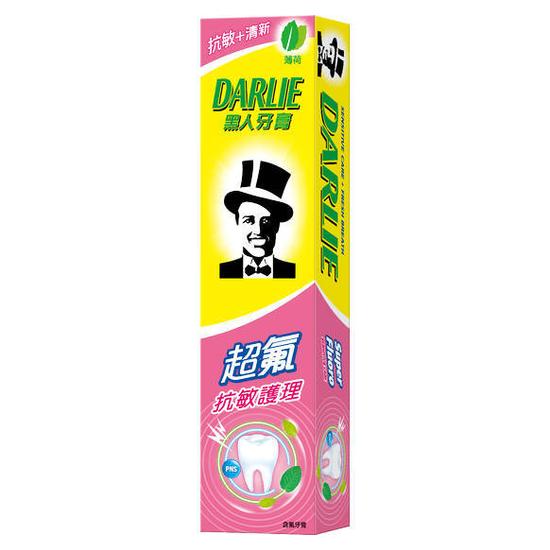 抗敏+清新
薄荷
DARLIE
黑人牙膏
超氟
抗敏護理
PNS
含氟牙膏
DARLIE
SENSITIVE CARE + FRESH BREATH
Super
Fluoro